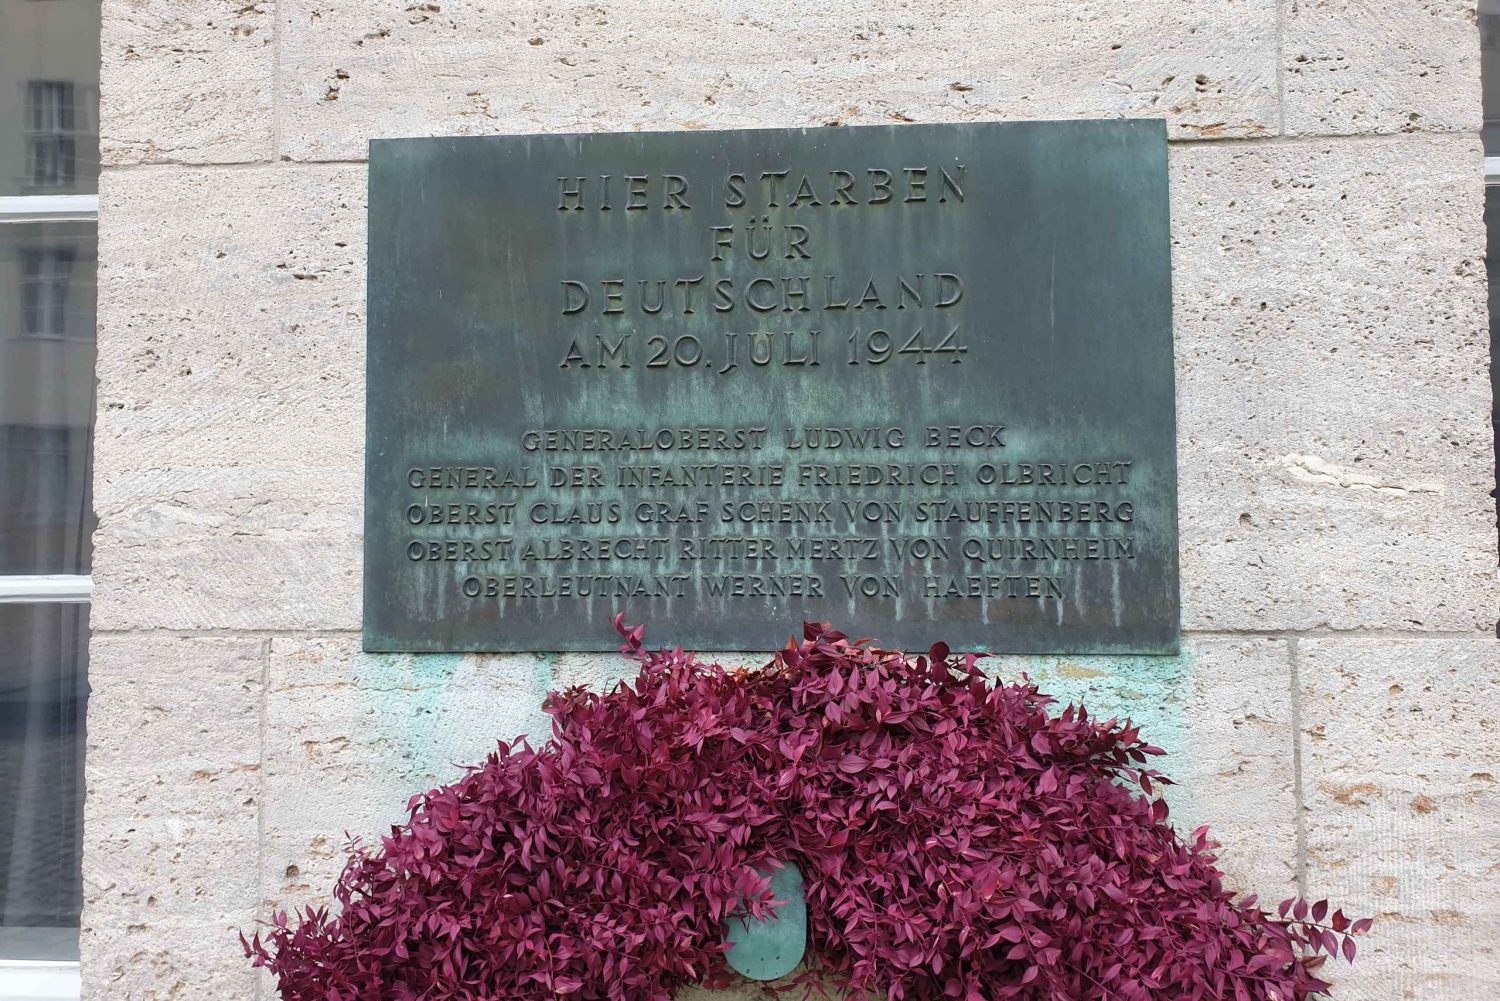 HIER STARBEN
FÜR
DEUTSCHLAND
AM 20. JULI 1944
GENERALOBERST LUDWIG BECK
GENERAL DER INFANTERIE FRIEDRICH OLBRICHT
OBERST CLAUS GRAF SCHENK VON STAUFFENBERG
OBERST ALBRECHT RITTER MERTZ VON QUIRNHEIM
OBERLEUTNANT WERNER VON HAEFTEN